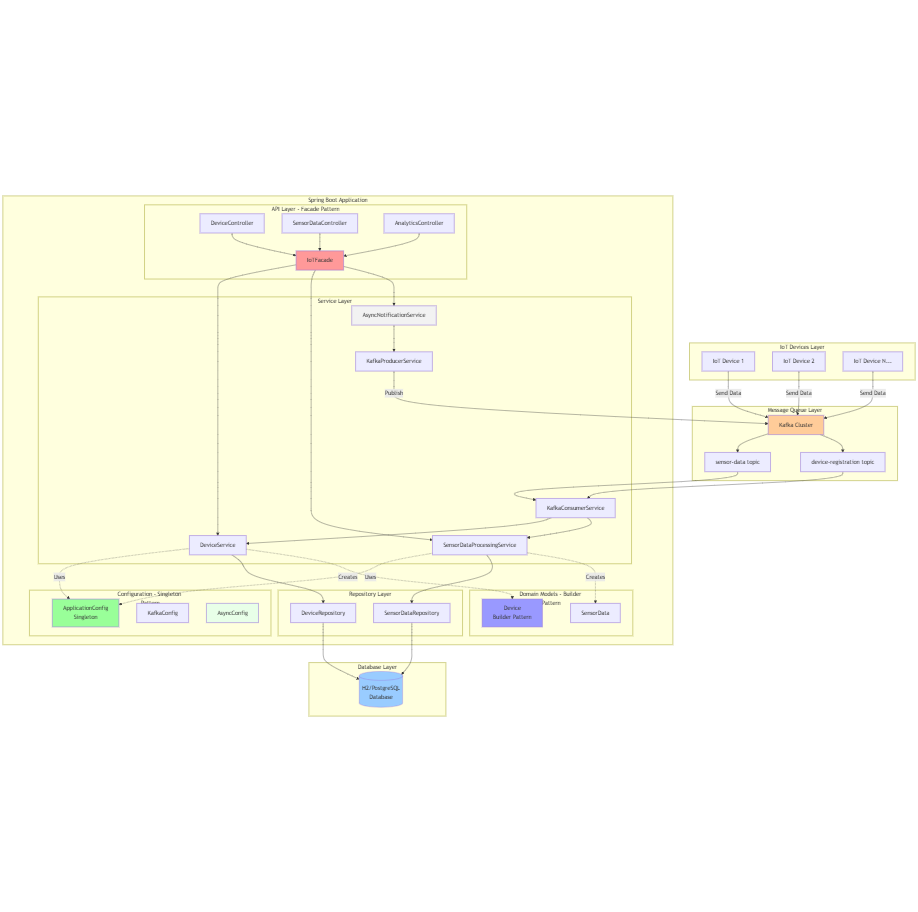 Spring Boot Application
API Layer - Facade Pattern
DeviceController
SensorDataController
AnalyticsController
IoTFacade
Service Layer
AsyncNotificationService
KafkaProducerService
Publish
IoT Devices Layer
IoT Device 1
IoT Device 2
IoT Device N...
Send Data
Send Data
Send Data
Message Queue Layer
Kafka Cluster
sensor-data topic
device-registration topic
KafkaConsumerService
DeviceService
SensorDataProcessingService
Uses
Creates
Uses
Creates
Configuration - Singleton
Pattern
ApplicationConfig
Singleton
KafkaConfig
AsyncConfig
Repository Layer
DeviceRepository
SensorDataRepository
Domain Models - Builder
Pattern
Device
Builder Pattern
SensorData
Database Layer
H2/PostgreSQL
Database